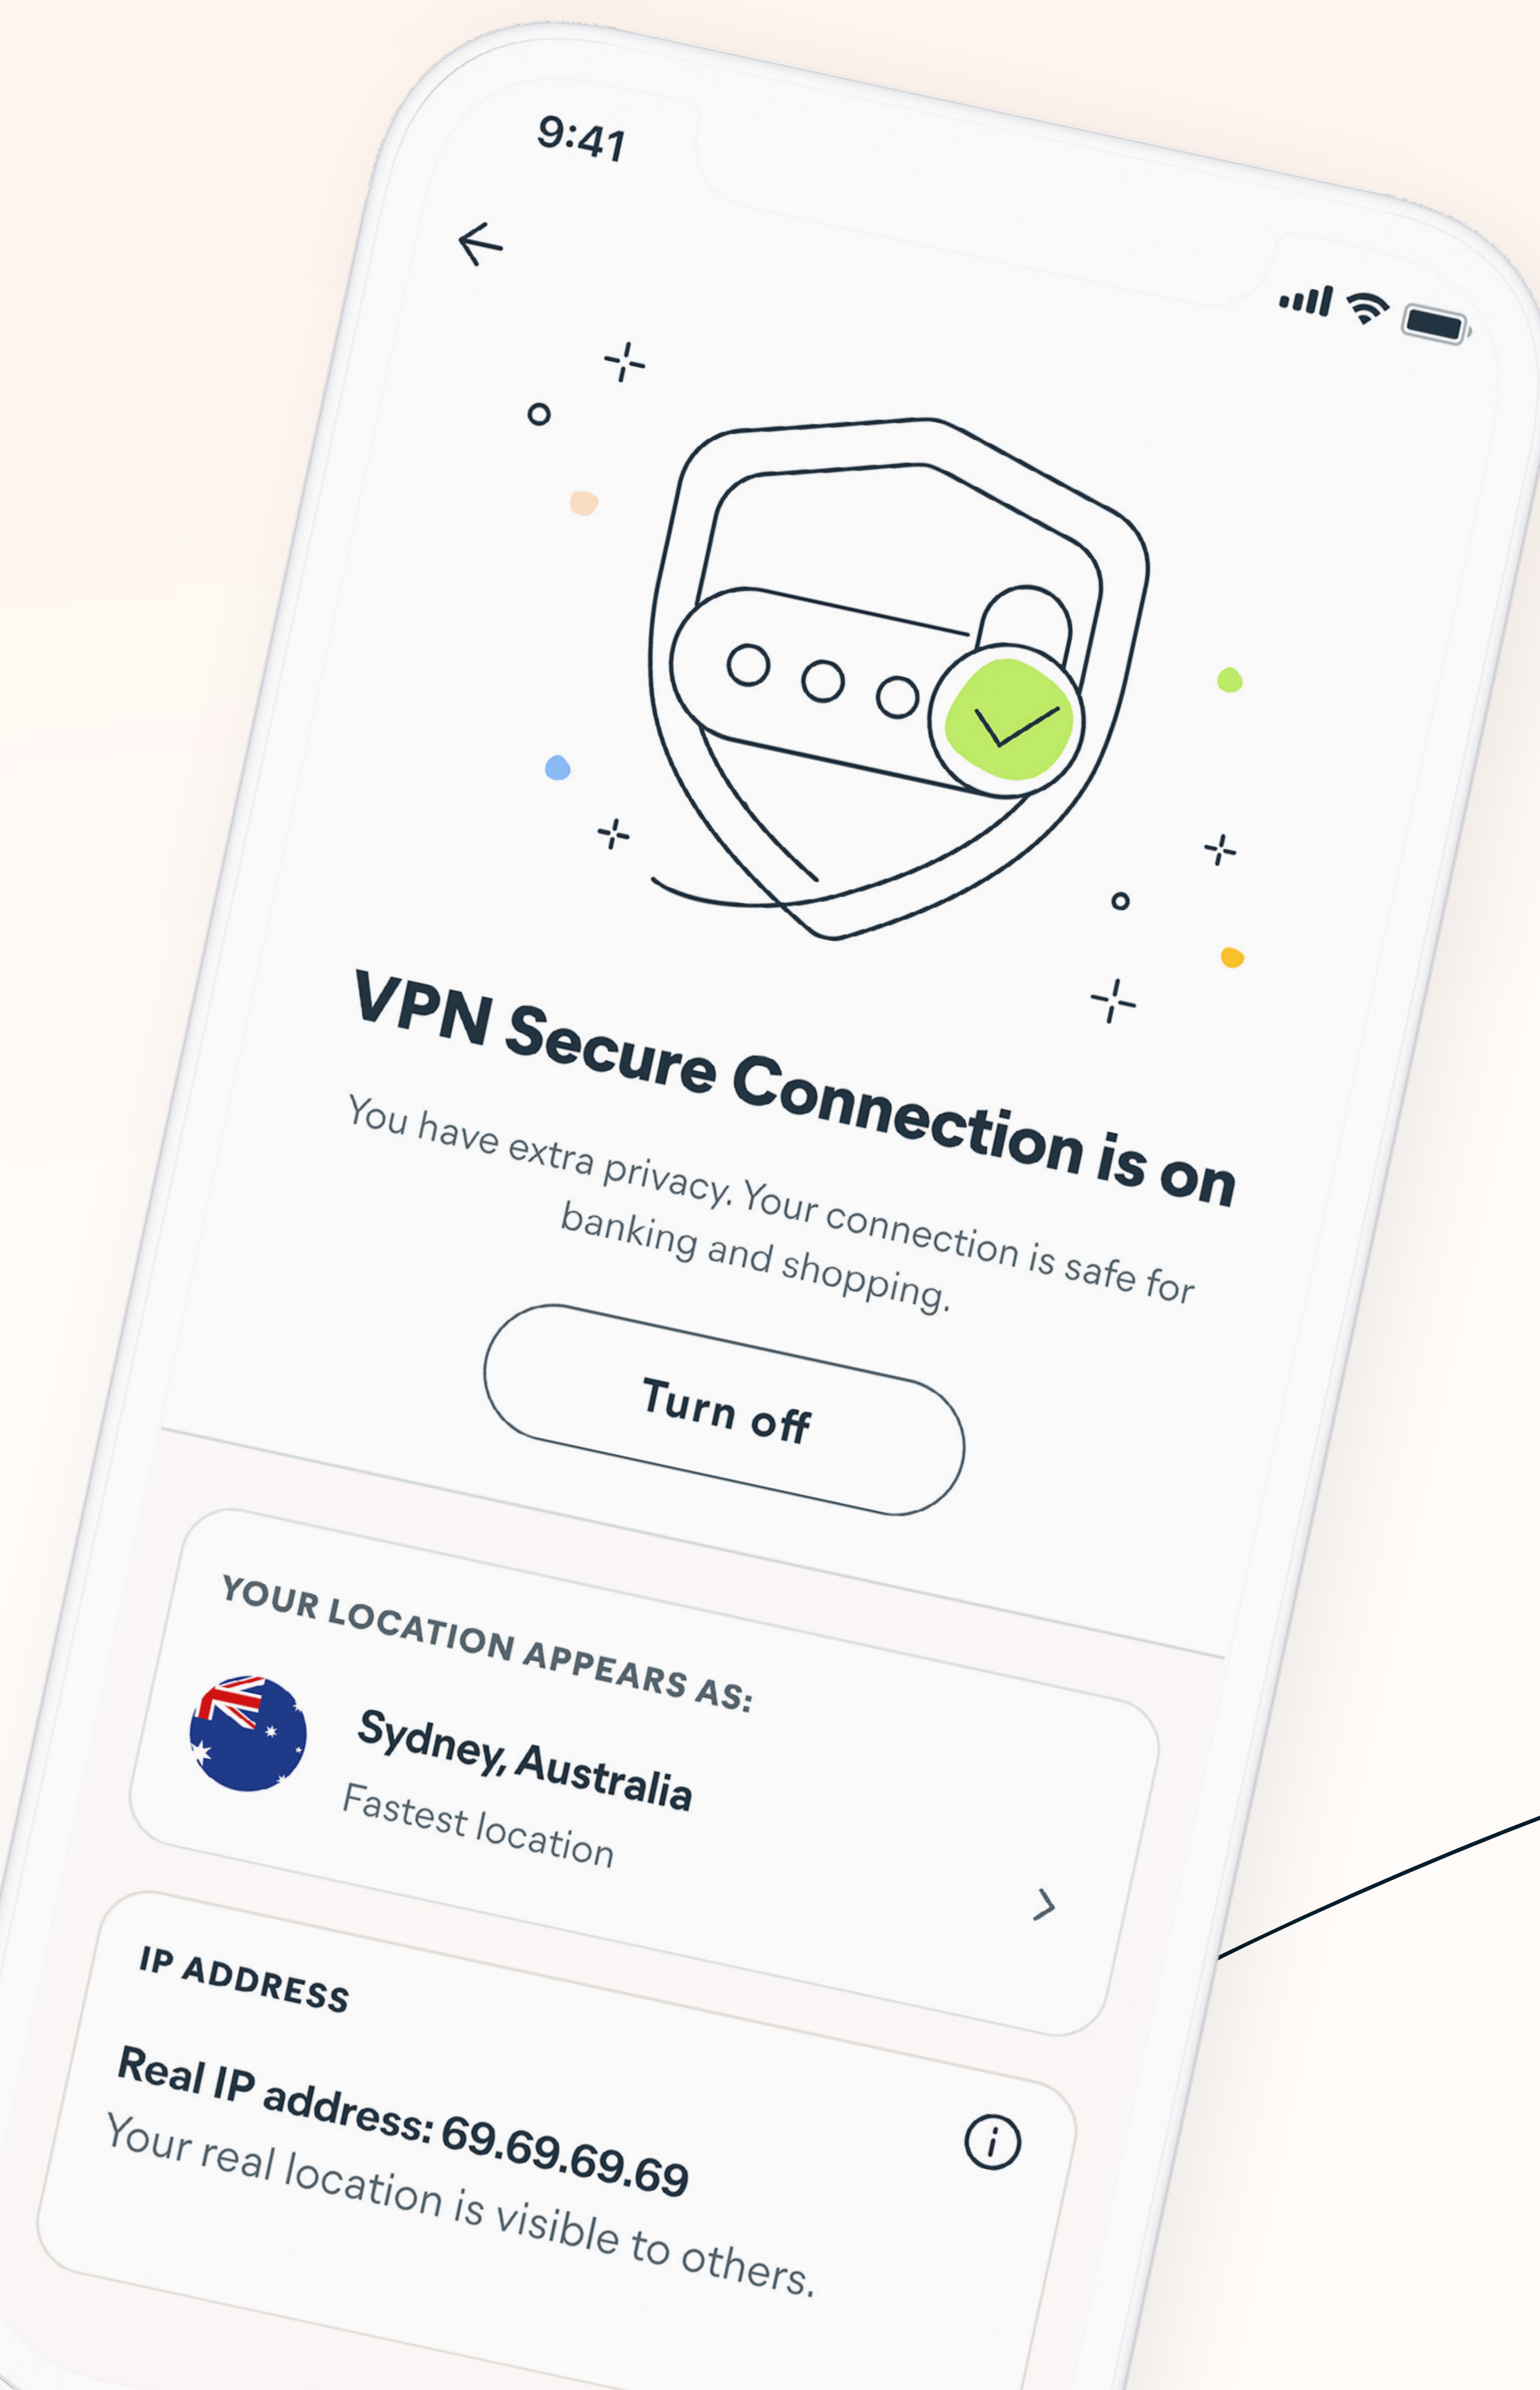 9:41
VPN Secure Connection is on
You have extra privacy. Your connection is safe for
banking and shopping.
Turn off
YOUR LOCATION APPEARS AS:
Sydney, Australia
Fastest location
IP ADDRESS
Real IP address: 69.69.69.69
Your real location is visible to others.